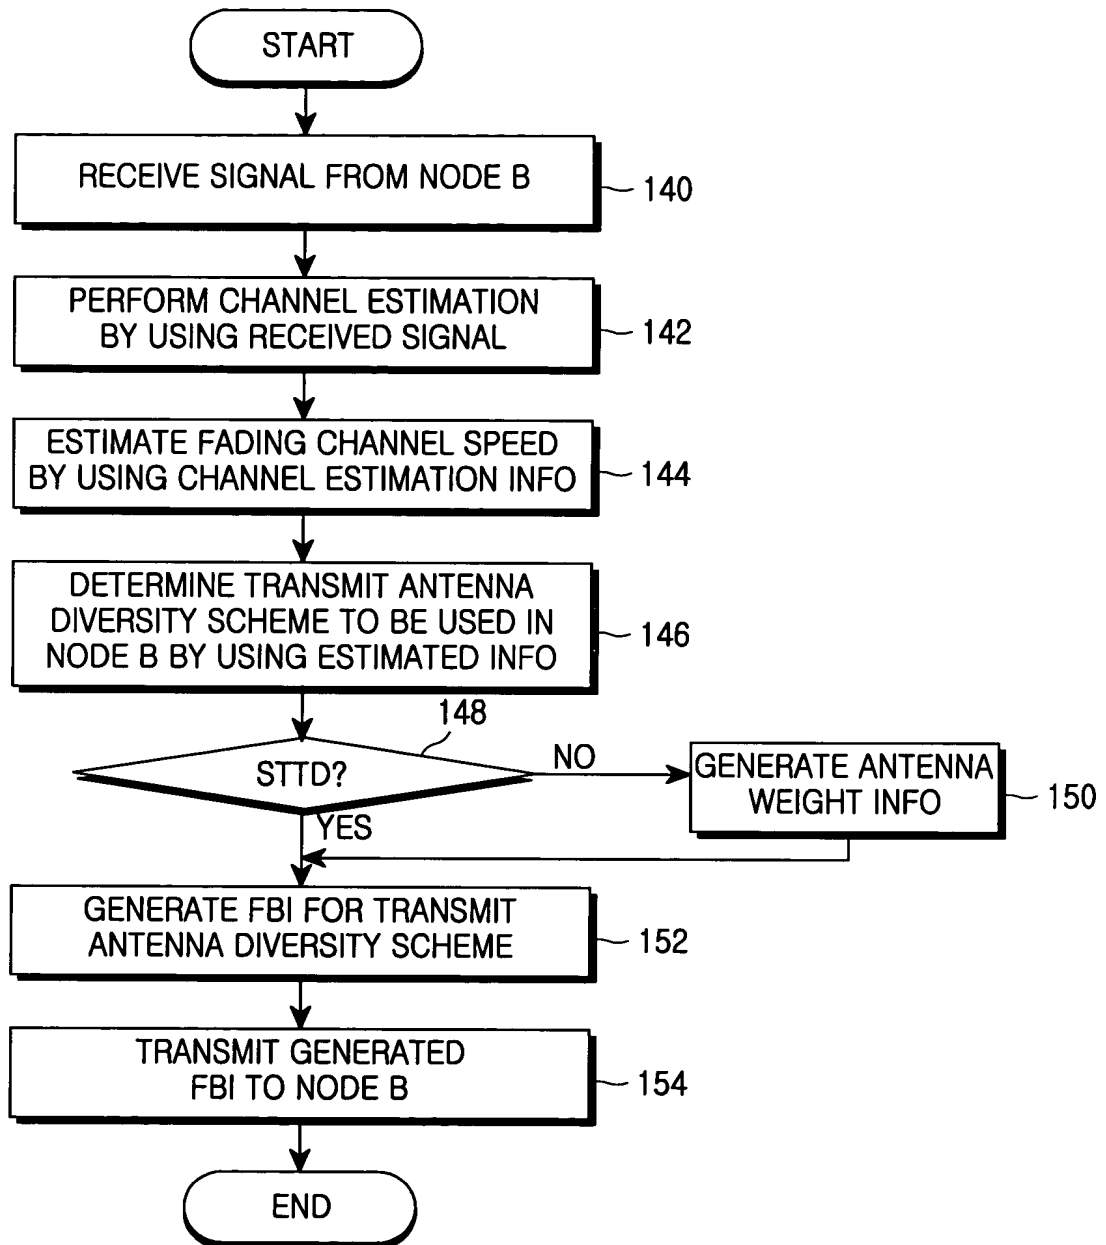 START
RECEIVE SIGNAL FROM NODE B
140
PERFORM CHANNEL ESTIMATION
BY USING RECEIVED SIGNAL
142
ESTIMATE FADING CHANNEL SPEED
BY USING CHANNEL ESTIMATION INFO
144
DETERMINE TRANSMIT ANTENNA
DIVERSITY SCHEME TO BE USED IN
NODE B BY USING ESTIMATED INFO
146
148
STTD?
NO
GENERATE ANTENNA
WEIGHT INFO
150
YES
GENERATE FBI FOR TRANSMIT
ANTENNA DIVERSITY SCHEME
152
TRANSMIT GENERATED
FBI TO NODE B
154
END